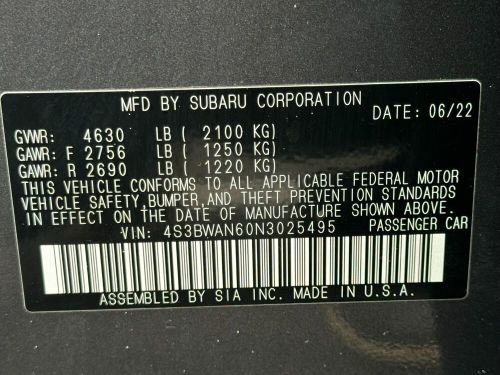 MFD BY SUBARU CORPORATION
DATE: 06/22
GVWR: 4630 LB ( 2100 KG)
GAWR: F 2756 LB ( 1250 KG)
GAWR: R 2690 LB ( 1220 KG)
THIS VEHICLE CONFORMS TO ALL APPLICABLE FEDERAL MOTOR
VEHICLE SAFETY, BUMPER, AND THEFT PREVENTION STANDARDS
IN EFFECT ON THE DATE OF MANUFACTURE SHOWN ABOVE.
VIN: 4S3BWAN60N3025495 PASSENGER CAR
ASSEMBLED BY SIA INC. MADE IN U.S.A.